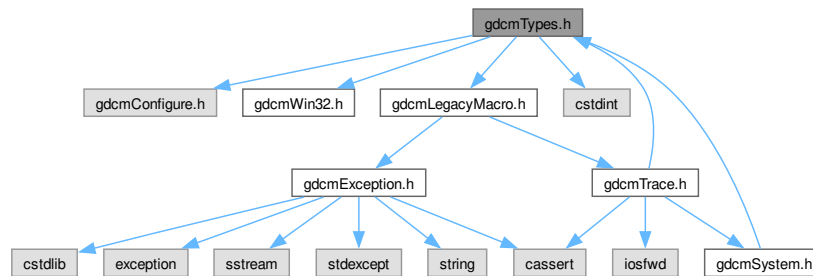 gdcmTypes.h
gdcmConfigure.h
gdcmWin32.h
gdcmLegacyMacro.h
cstdint
gdcmException.h
gdcmTrace.h
cstdlib
exception
sstream
stdexcept
string
cassert
iosfwd
gdcmSystem.h